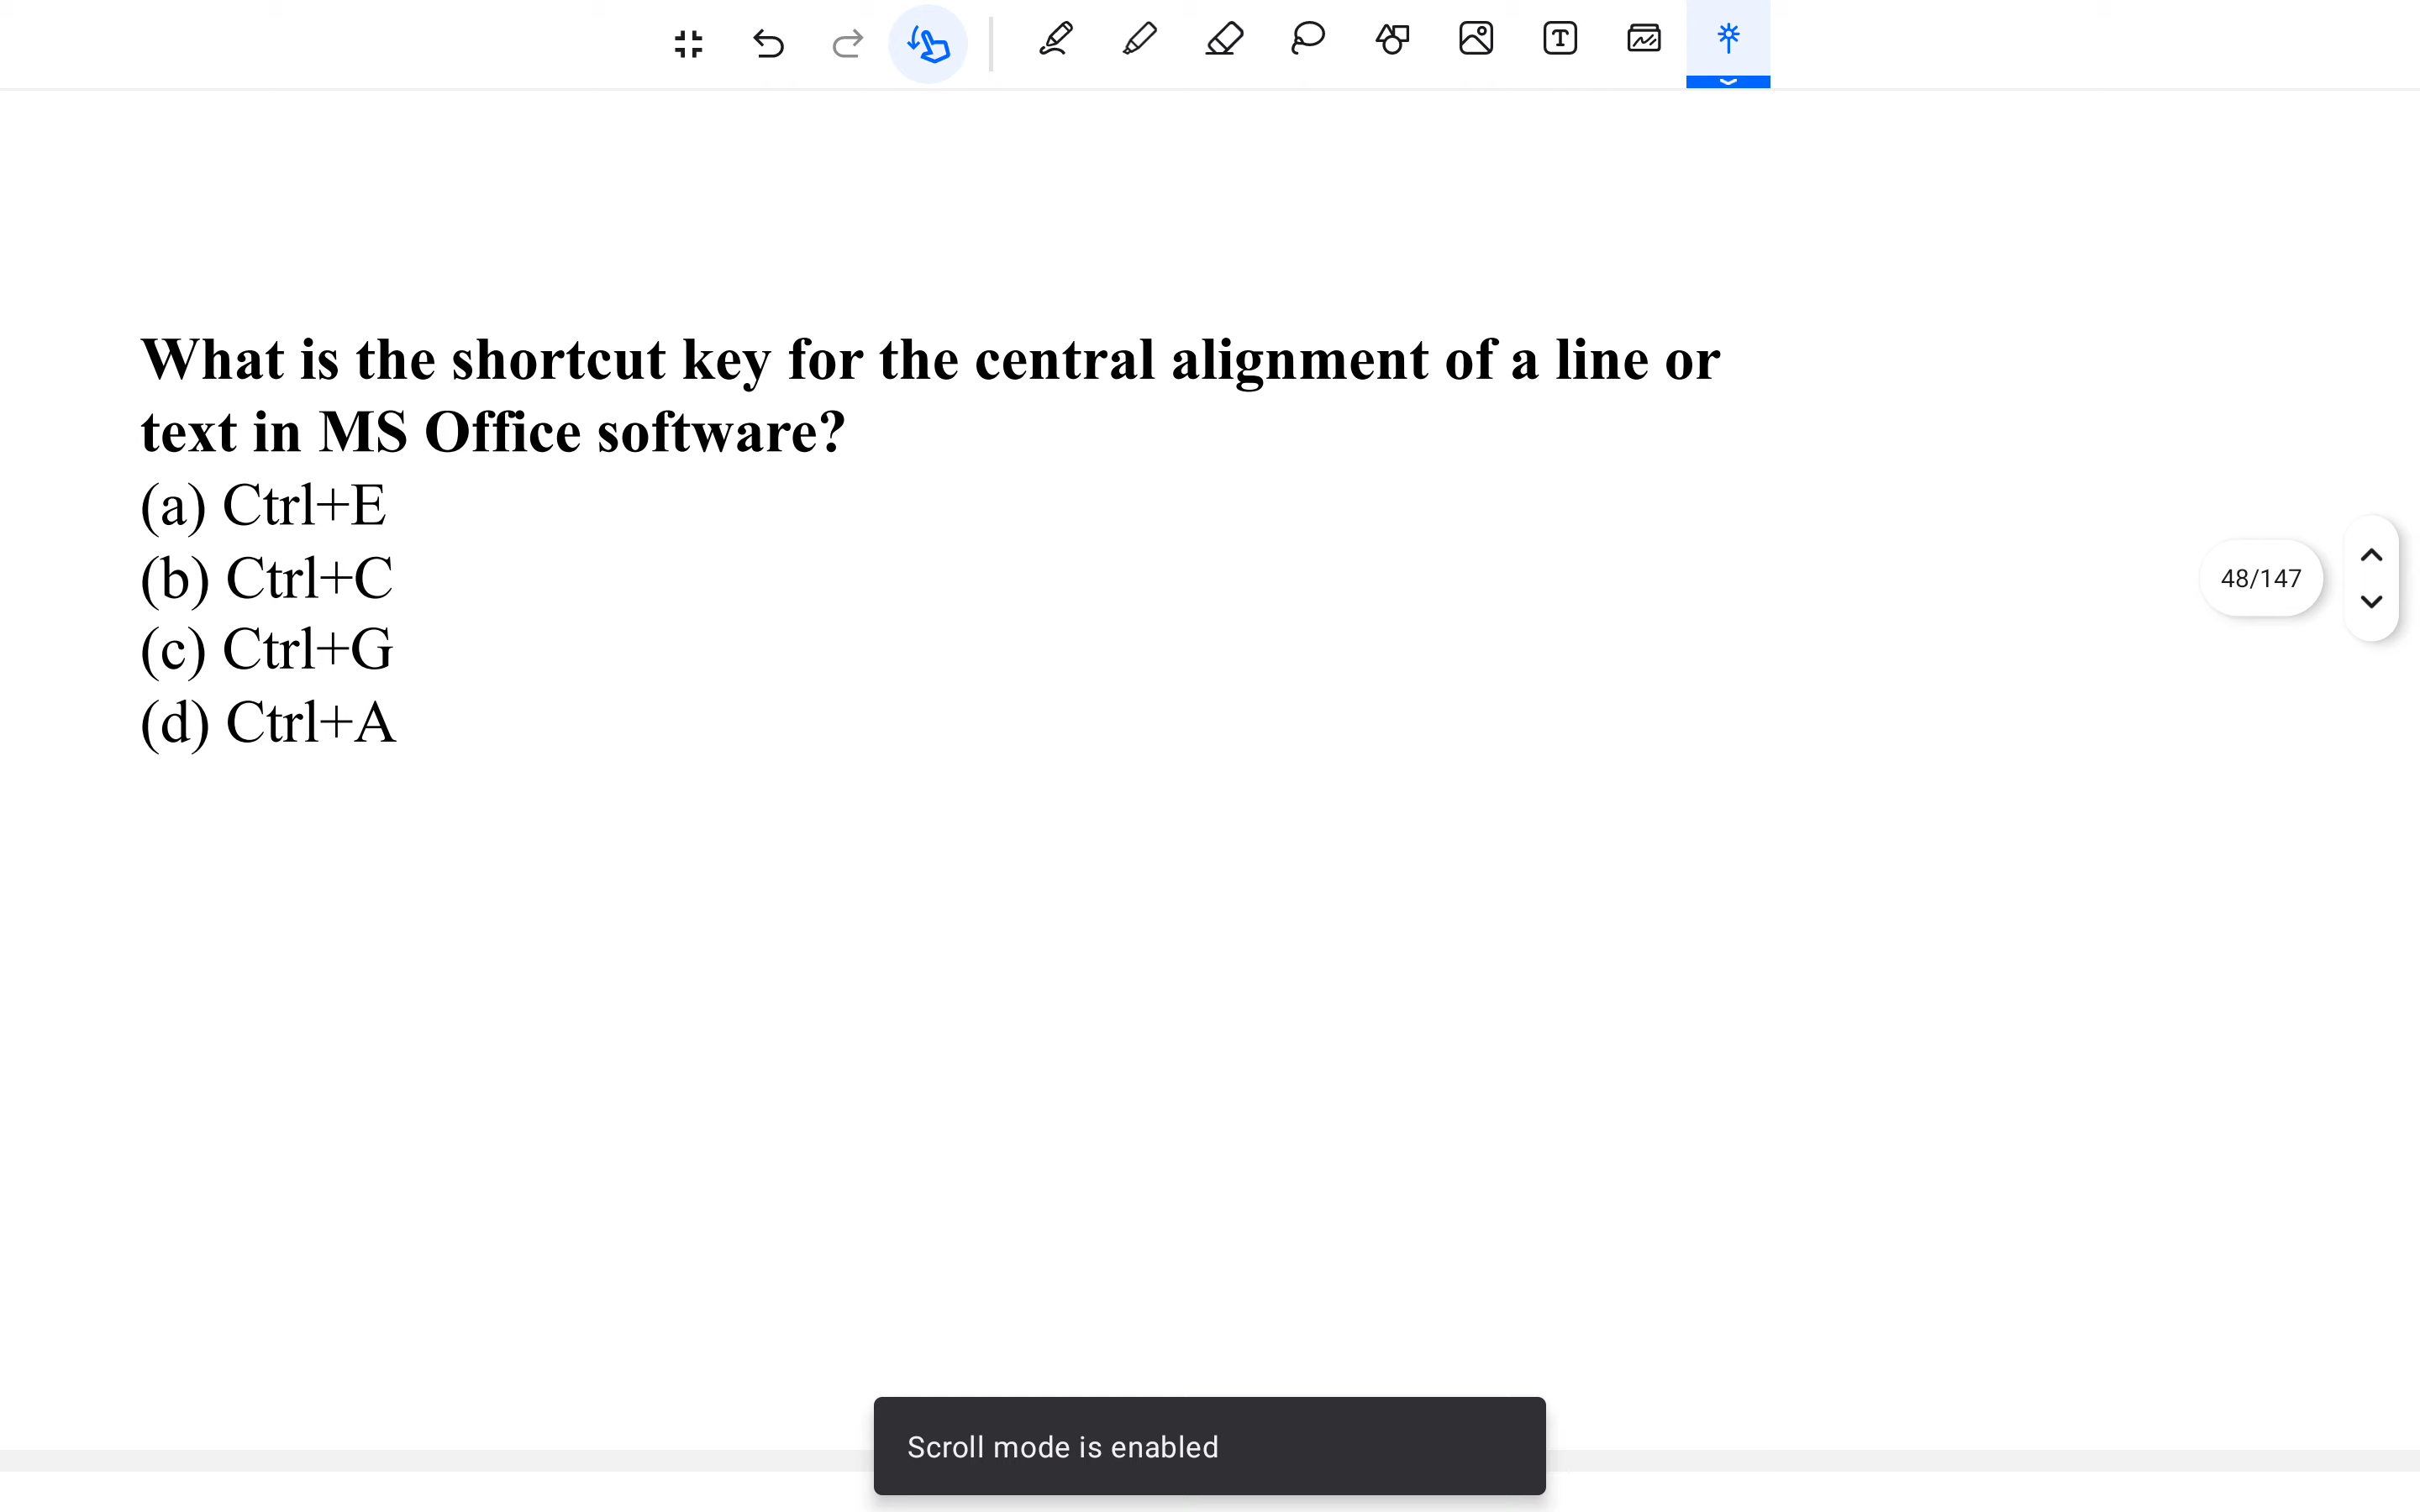 What is the shortcut key for the central alignment of a line or
text in MS Office software?
(a) Ctrl+E
(b) Ctrl+C
(c) Ctrl+G
(d) Ctrl+A
48/147
Scroll mode is enabled